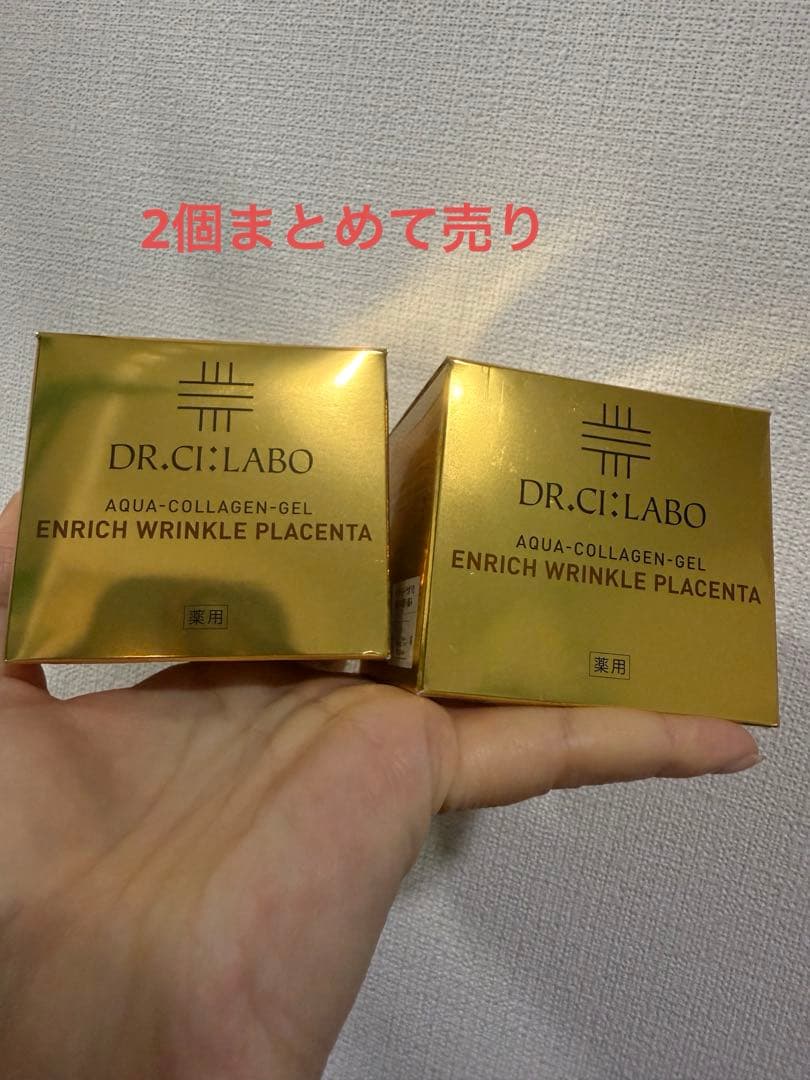 2個まとめて売り
DR.CI:LABO
AQUA-COLLAGEN-GEL
ENRICH WRINKLE PLACENTA
薬用
DR.CI:LABO
AQUA-COLLAGEN-GEL
ENRICH WRINKLE PLACENTA
薬用